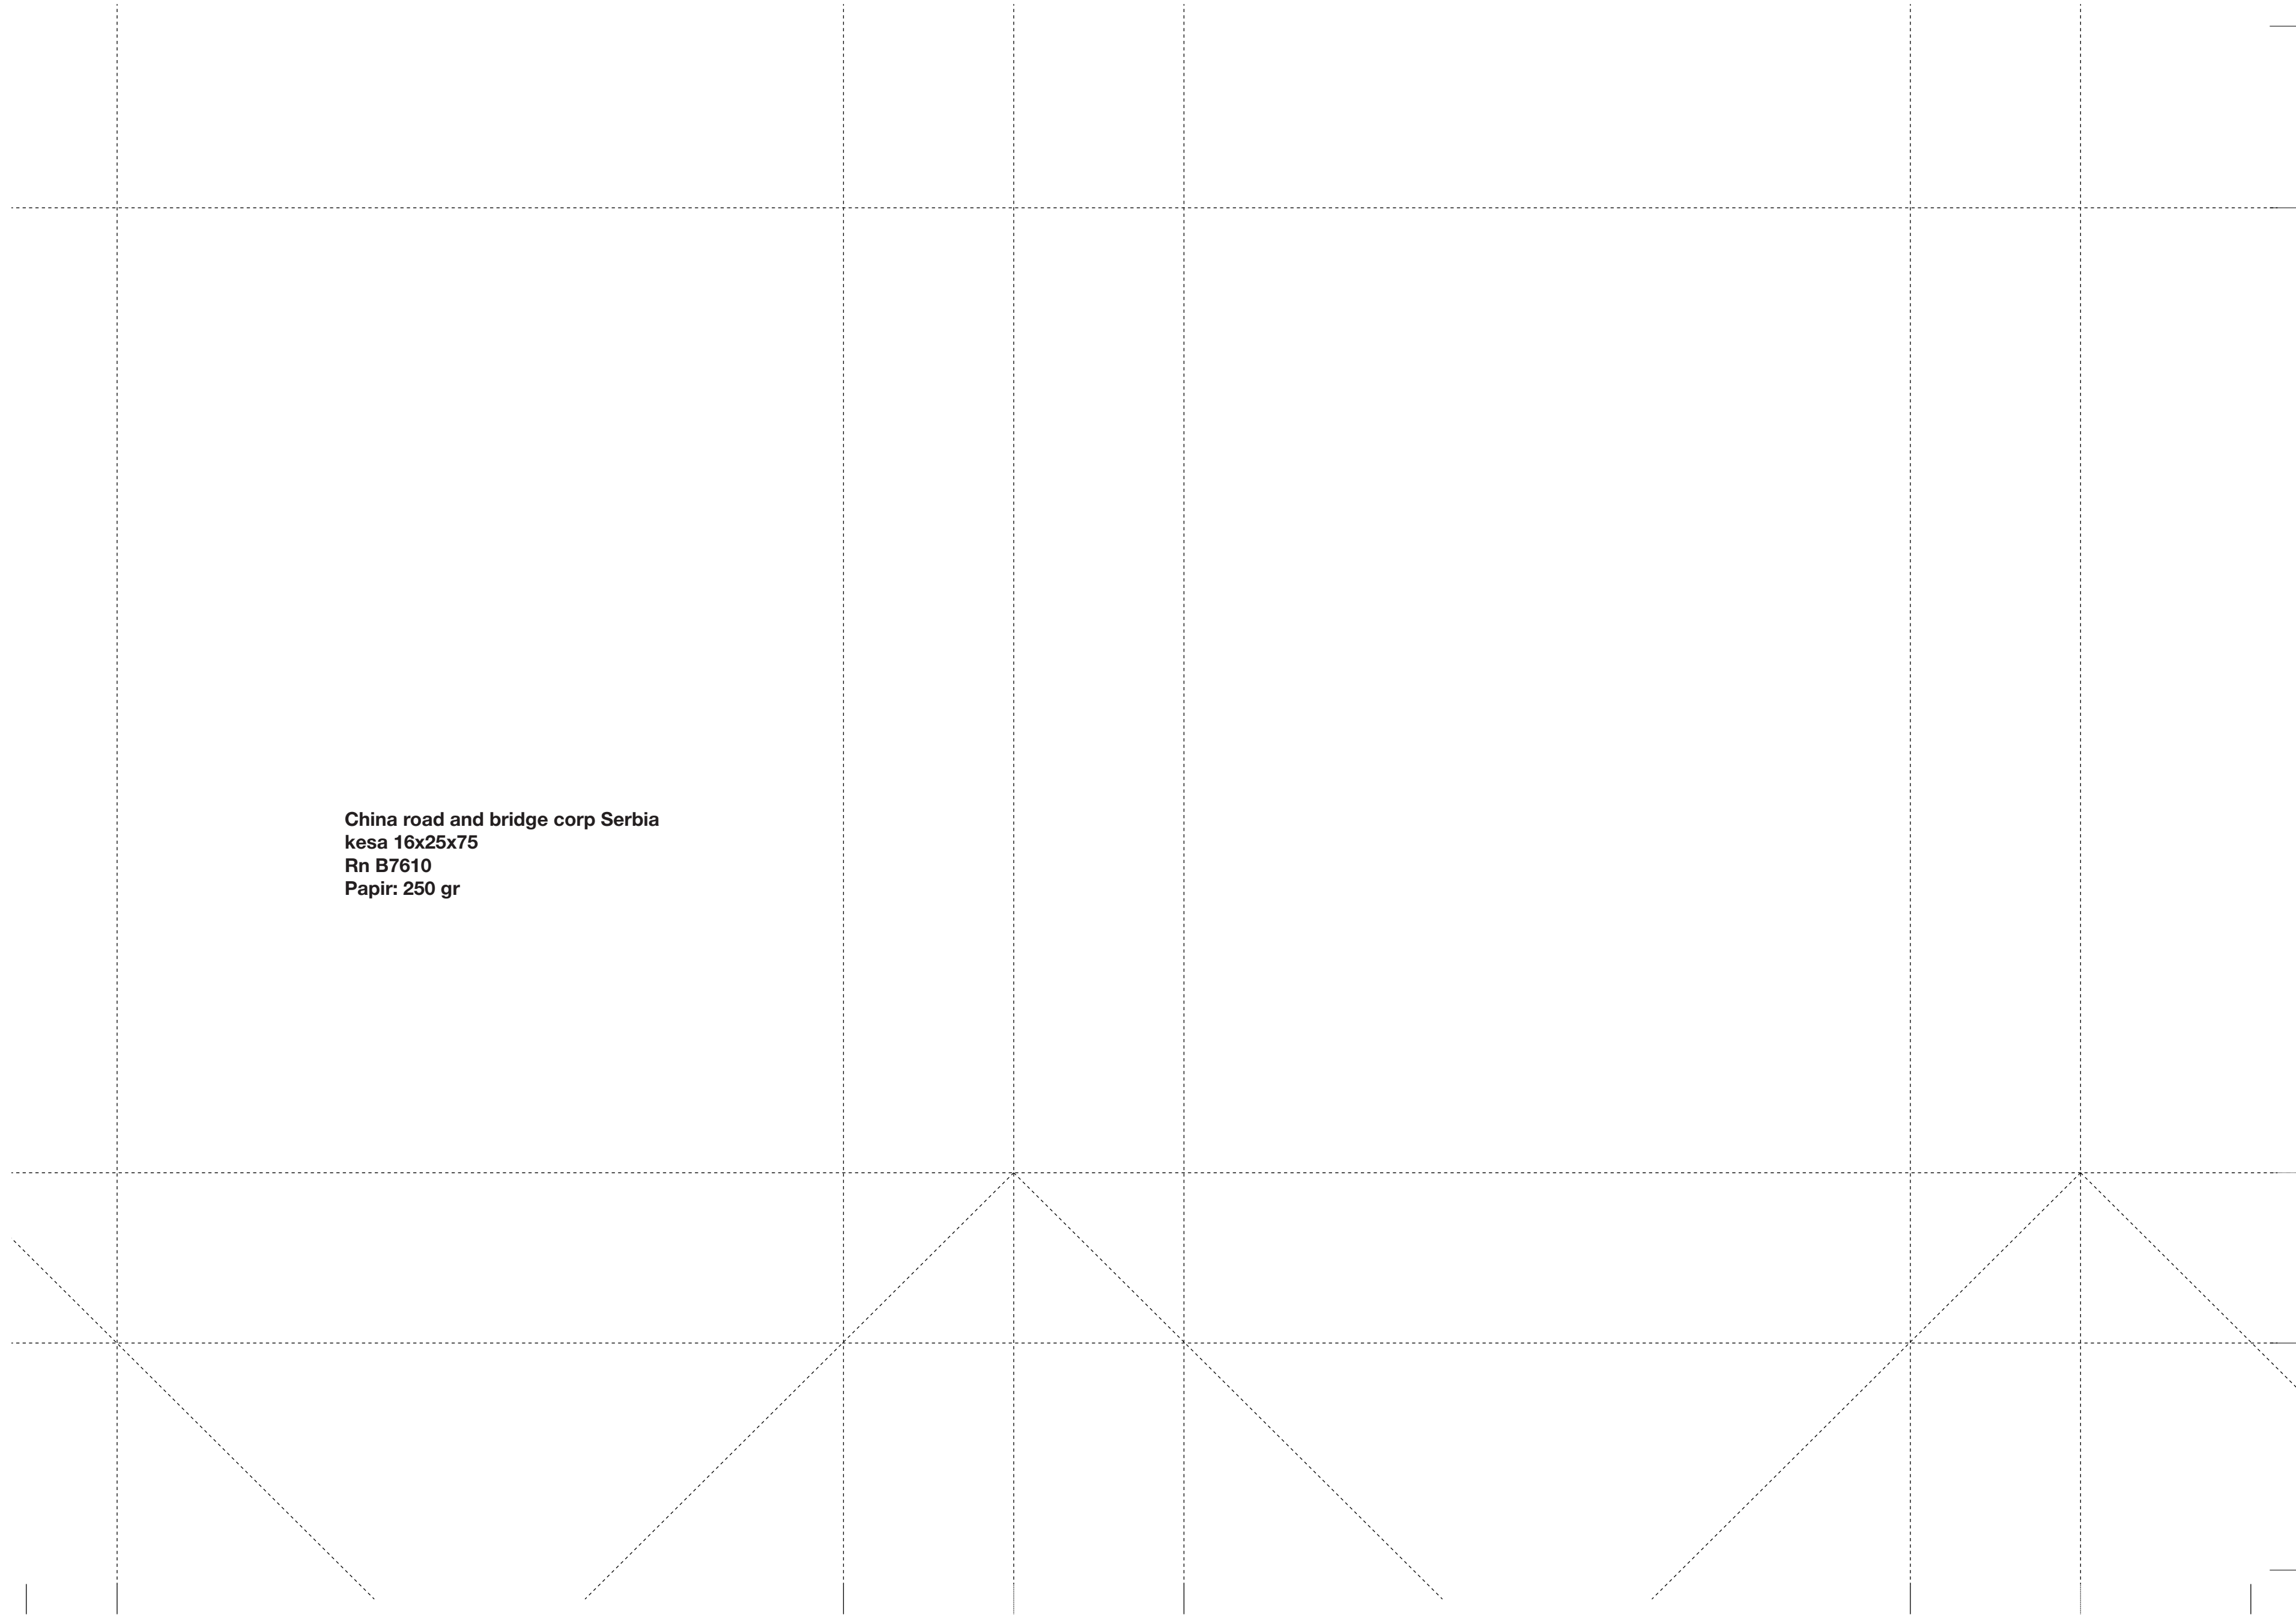 China road and bridge corp Serbia
kesa 16x25x75
Rn B7610
Papir: 250 gr